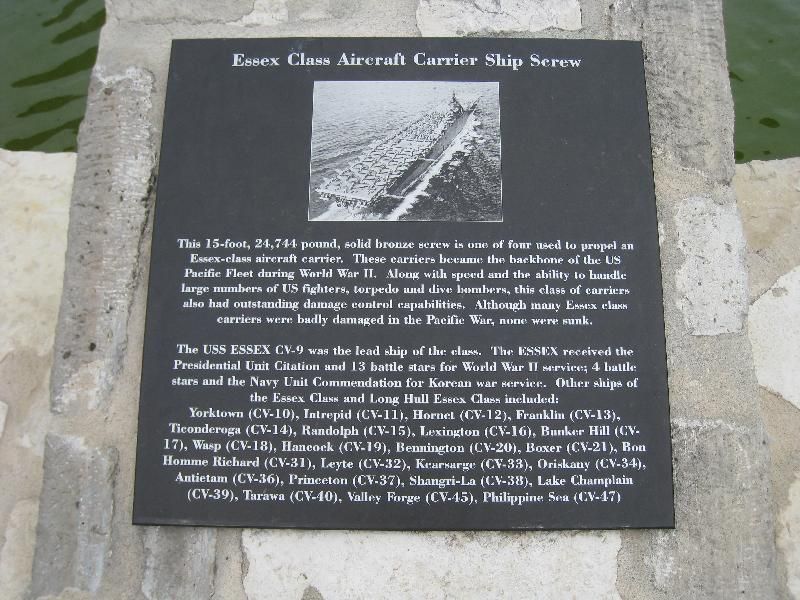 Essex Class Aircraft Carrier Ship Screw
This 15-foot, 24,744 pound, solid bronze screw is one of four used to propel an
Essex-class aircraft carrier. These carriers became the backbone of the US
Pacific Fleet during World War II. Along with speed and the ability to handle
large numbers of US fighters, torpedo and dive bombers, this class of carriers
also had outstanding damage control capabilities. Although many Essex class
carriers were badly damaged in the Pacific War, none were sunk.
The USS ESSEX CV-9 was the lead ship of the class. The ESSEX received the
Presidential Unit Citation and 13 battle stars for World War II service; 4 battle
stars and the Navy Unit Commendation for Korean war service. Other ships of
the Essex Class and Long Hull Essex Class included:
Yorktown (CV-10), Intrepid (CV-11), Hornet (CV-12), Franklin (CV-13),
Ticonderoga (CV-14), Randolph (CV-15), Lexington (CV-16), Bunker Hill (CV-
17), Wasp (CV-18), Hancock (CV-19), Bennington (CV-20), Boxer (CV-21), Bon
Homme Richard (CV-31), Leyte (CV-32), Kearsarge (CV-33), Oriskany (CV-34),
Antietam (CV-36), Princeton (CV-37), Shangri-La (CV-38), Lake Champlain
(CV-39), Tarawa (CV-40), Valley Forge (CV-45), Philippine Sea (CV-47)